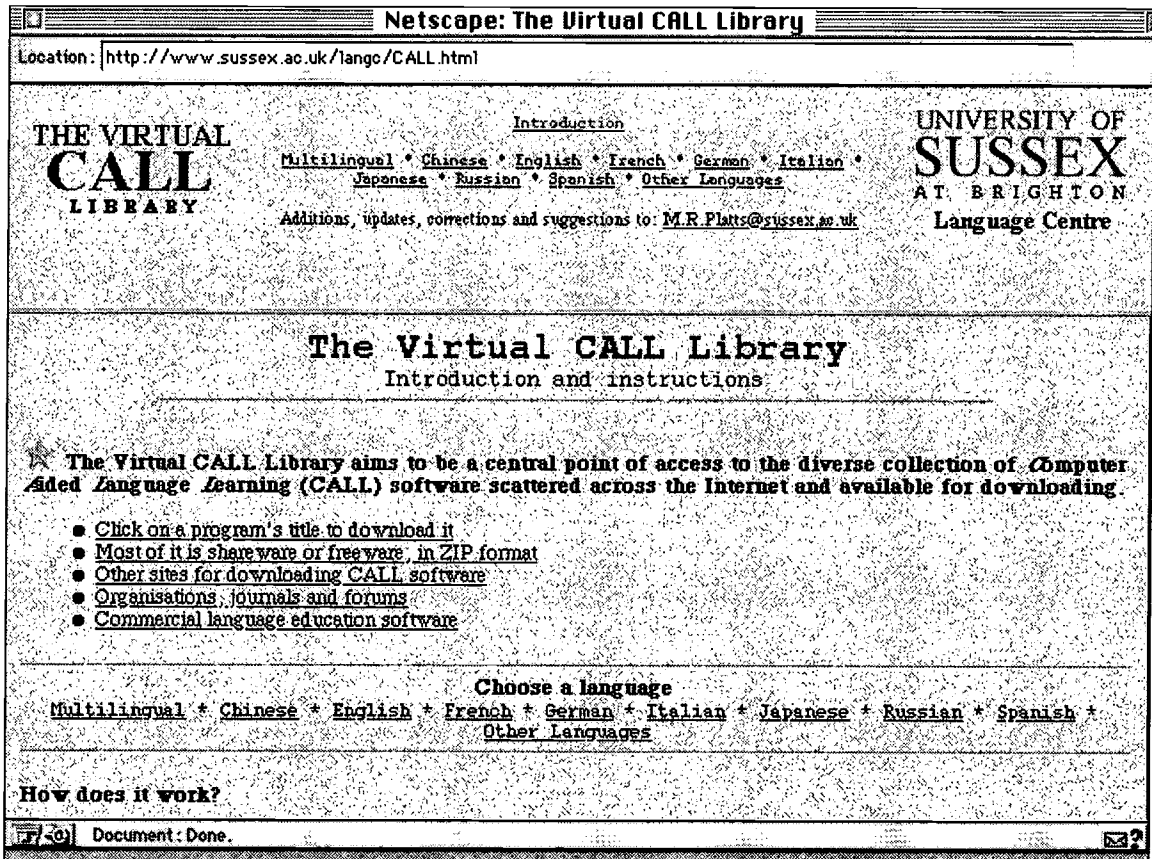 Netscape: The Virtual CALL Library
Location: http://www.sussex.ac.uk/langc/CALL.html
THE VIRTUAL
CALL
LIBRARY
Introduction
Multilingual * Chinese * English * French * German * Italian *
Japanese * Russian * Spanish * Other Languages
Additions, updates, corrections and suggestions to: M.R.Platts@sussex.ac.uk
UNIVERSITY OF
SUSSEX
AT BRIGHTON
Language Centre
The Virtual CALL Library
Introduction and instructions
The Virtual CALL Library aims to be a central point of access to the diverse collection of Computer
Aided Language Learning (CALL) software scattered across the Internet and available for downloading.
Click on a program's title to download it
Most of it is shareware or freeware, in ZIP format
Other sites for downloading CALL software
Organisations, journals and forums
Commercial language education software
Choose a language
Multilingual * Chinese * English * French * German * Italian * Japanese * Russian * Spanish *
Other Languages
How does it work?
Document: Done.
?